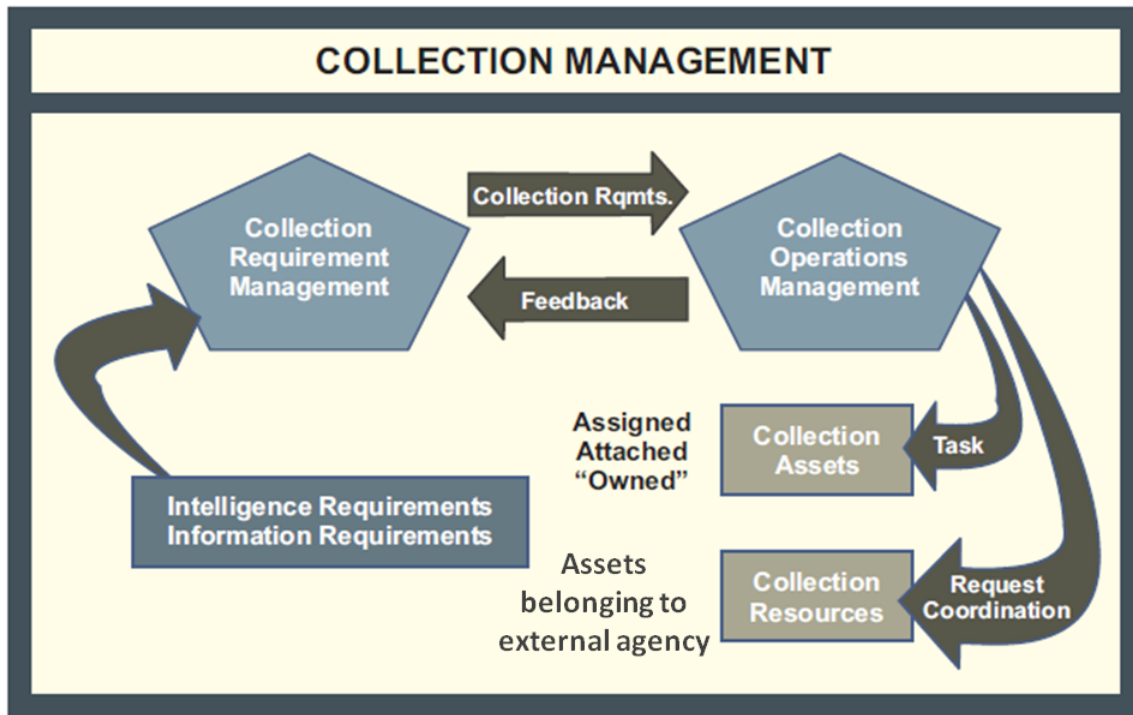 COLLECTION MANAGEMENT
Collection
Requirement
Management
Collection Rqmts.
Feedback
Collection
Operations
Management
Intelligence Requirements
Information Requirements
Assigned
Attached
“Owned”
Collection
Assets
Task
Assets
belonging to
external agency
Collection
Resources
Request
Coordination